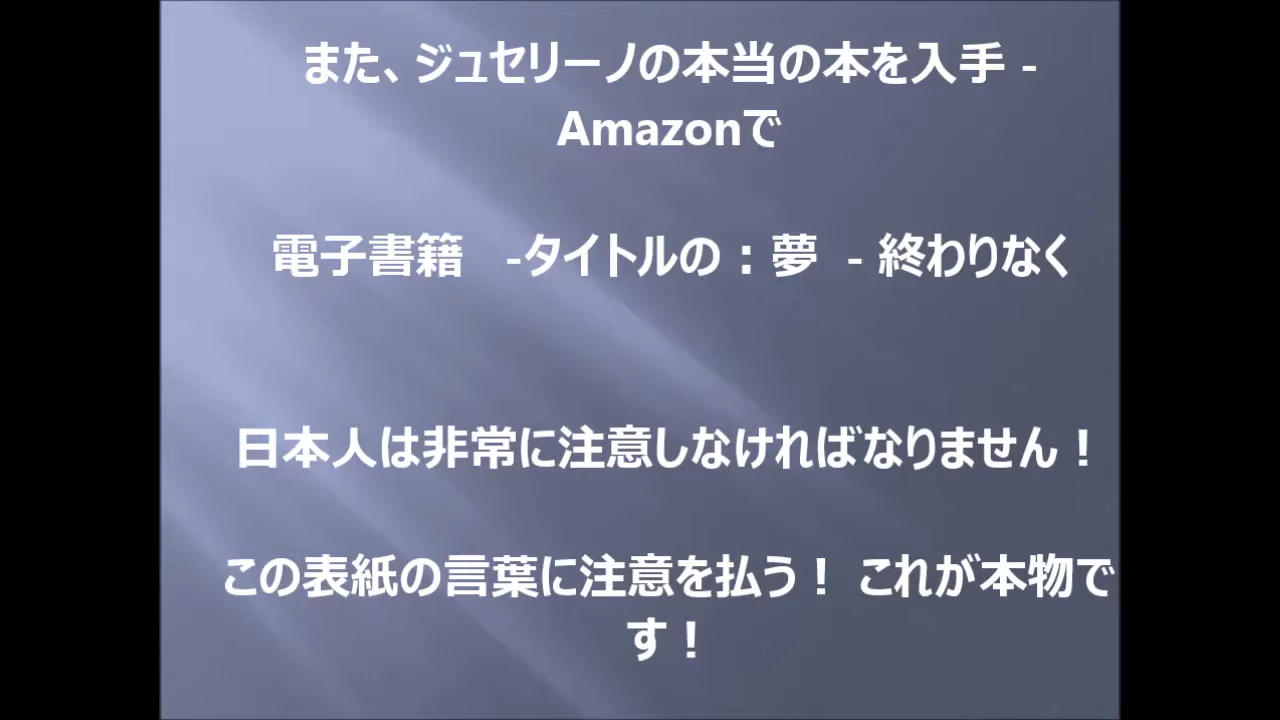 また、ジュセリーノの本当の本を入手 -
Amazonで
電子書籍 -タイトルの：夢 - 終わりなく
日本人は非常に注意しなければなりません！
この表紙の言葉に注意を払う！ これが本物で
す！